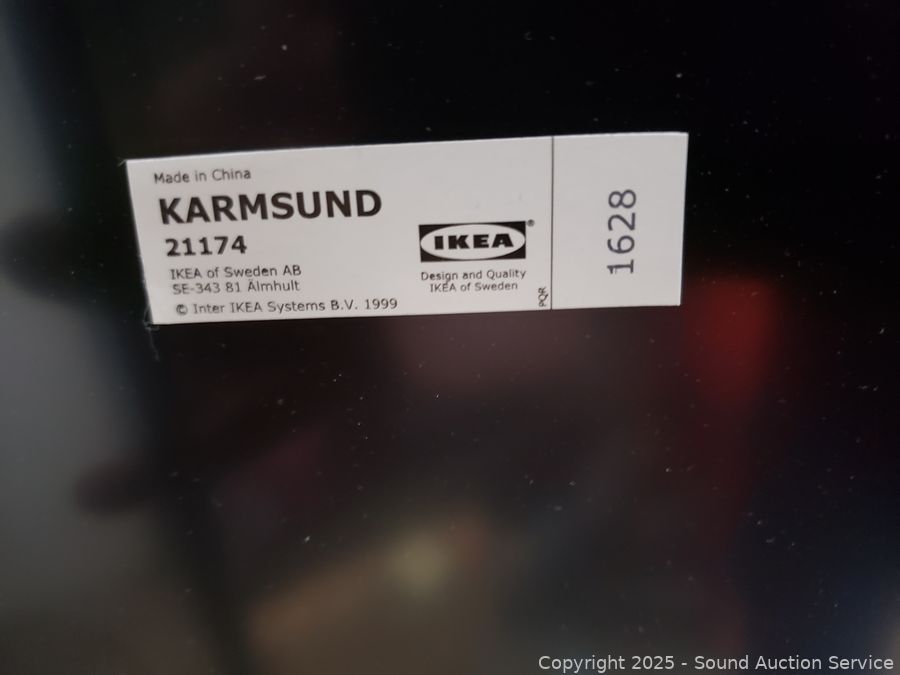 Made in China
KARMSUND
21174
IKEA of Sweden AB
SE-343 81 Älmhult
© Inter IKEA Systems B.V. 1999
IKEA®
Design and Quality
IKEA of Sweden
PQR
1628
Copyright 2025 - Sound Auction Service